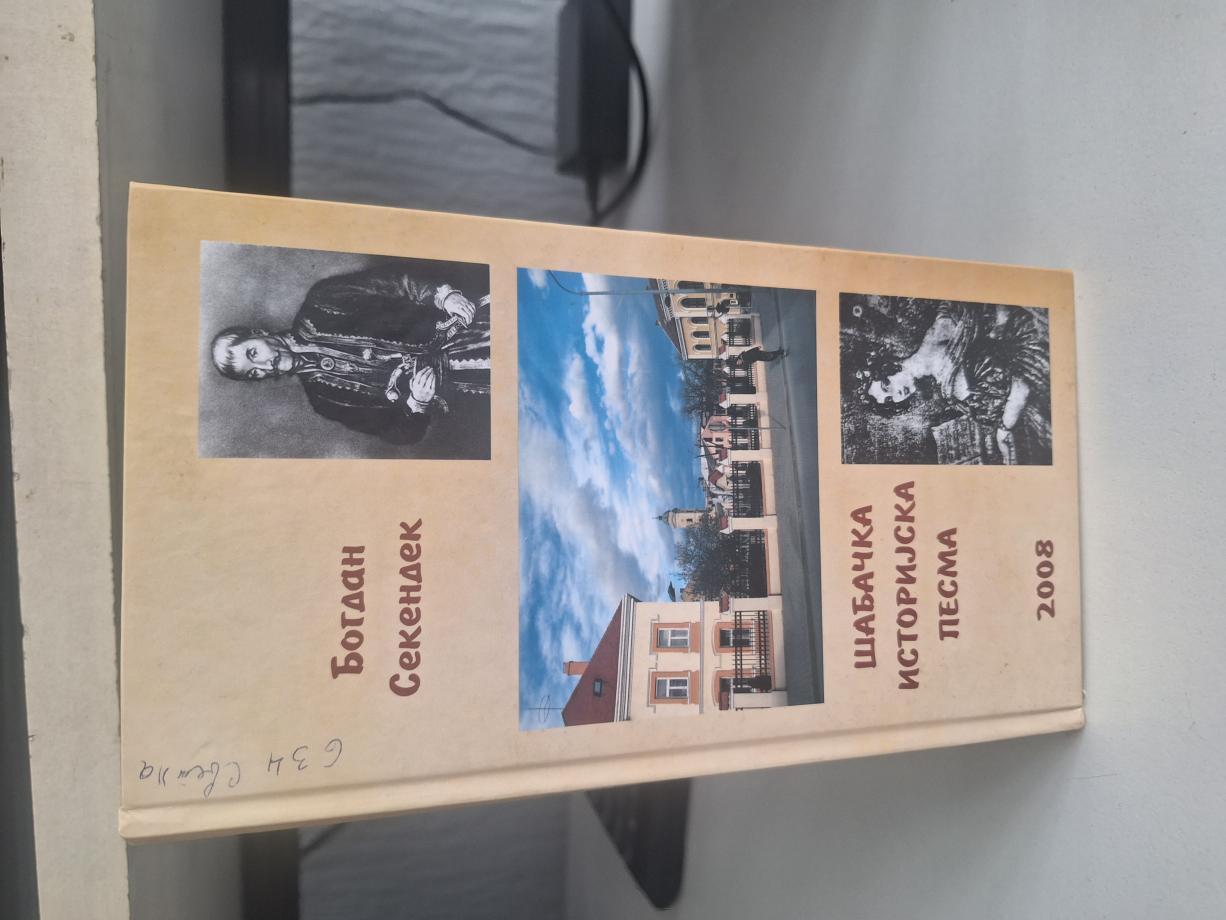 Богдан
Секендек
ШАБАЧКА
ИСТОРИЈСКА
ПЕСМА
2008